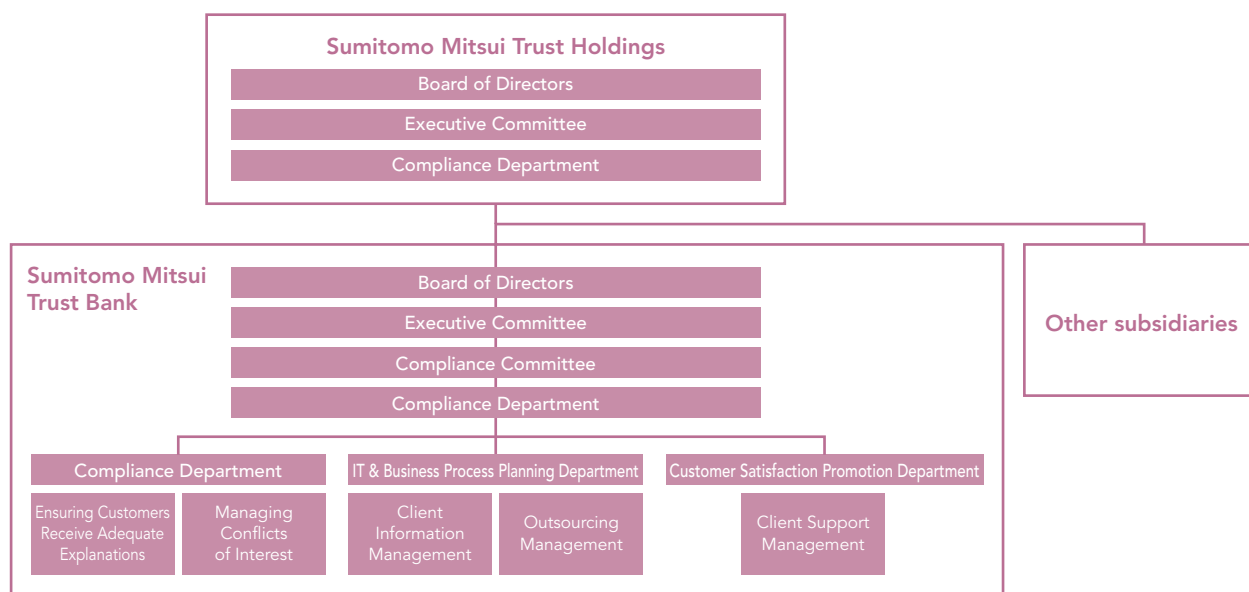 Sumitomo Mitsui Trust Holdings
Board of Directors
Executive Committee
Compliance Department
Sumitomo Mitsui
Trust Bank
Board of Directors
Executive Committee
Compliance Committee
Compliance Department
Other subsidiaries
Compliance Department
Ensuring Customers
Receive Adequate
Explanations
Managing
Conflicts
of Interest
IT & Business Process Planning Department
Client
Information
Management
Outsourcing
Management
Customer Satisfaction Promotion Department
Client Support
Management